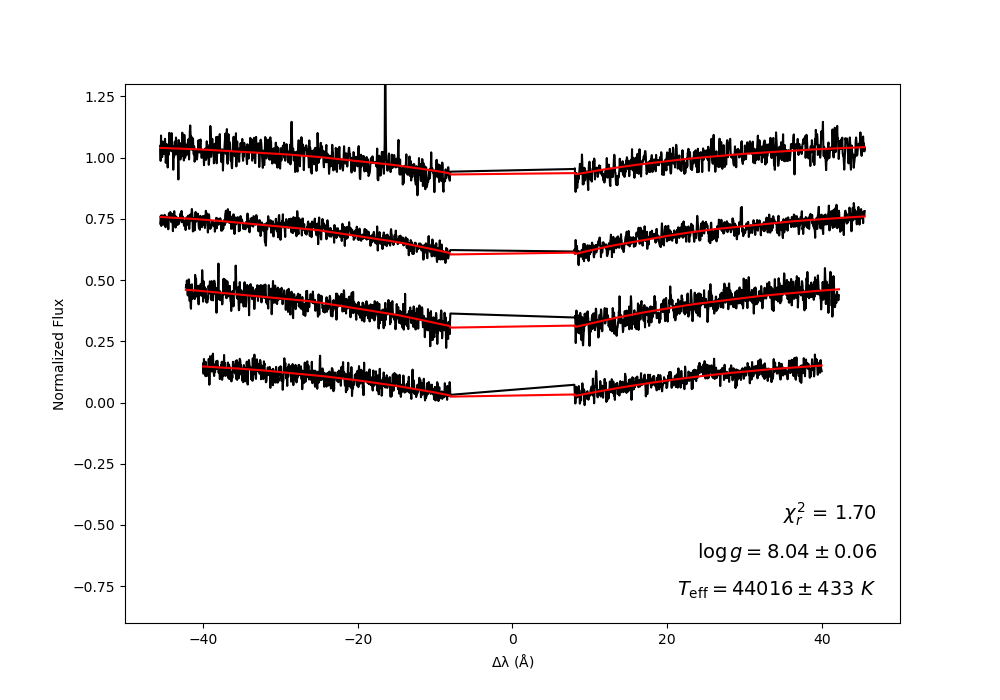 1.25
1.00
0.75
0.50
0.25
0.00
−0.25
−0.50
−0.75
Normalized Flux
χ²ᵣ = 1.70
log g = 8.04 ± 0.06
T_eff = 44016 ± 433 K
−40 −20 0 20 40
Δλ (Å)